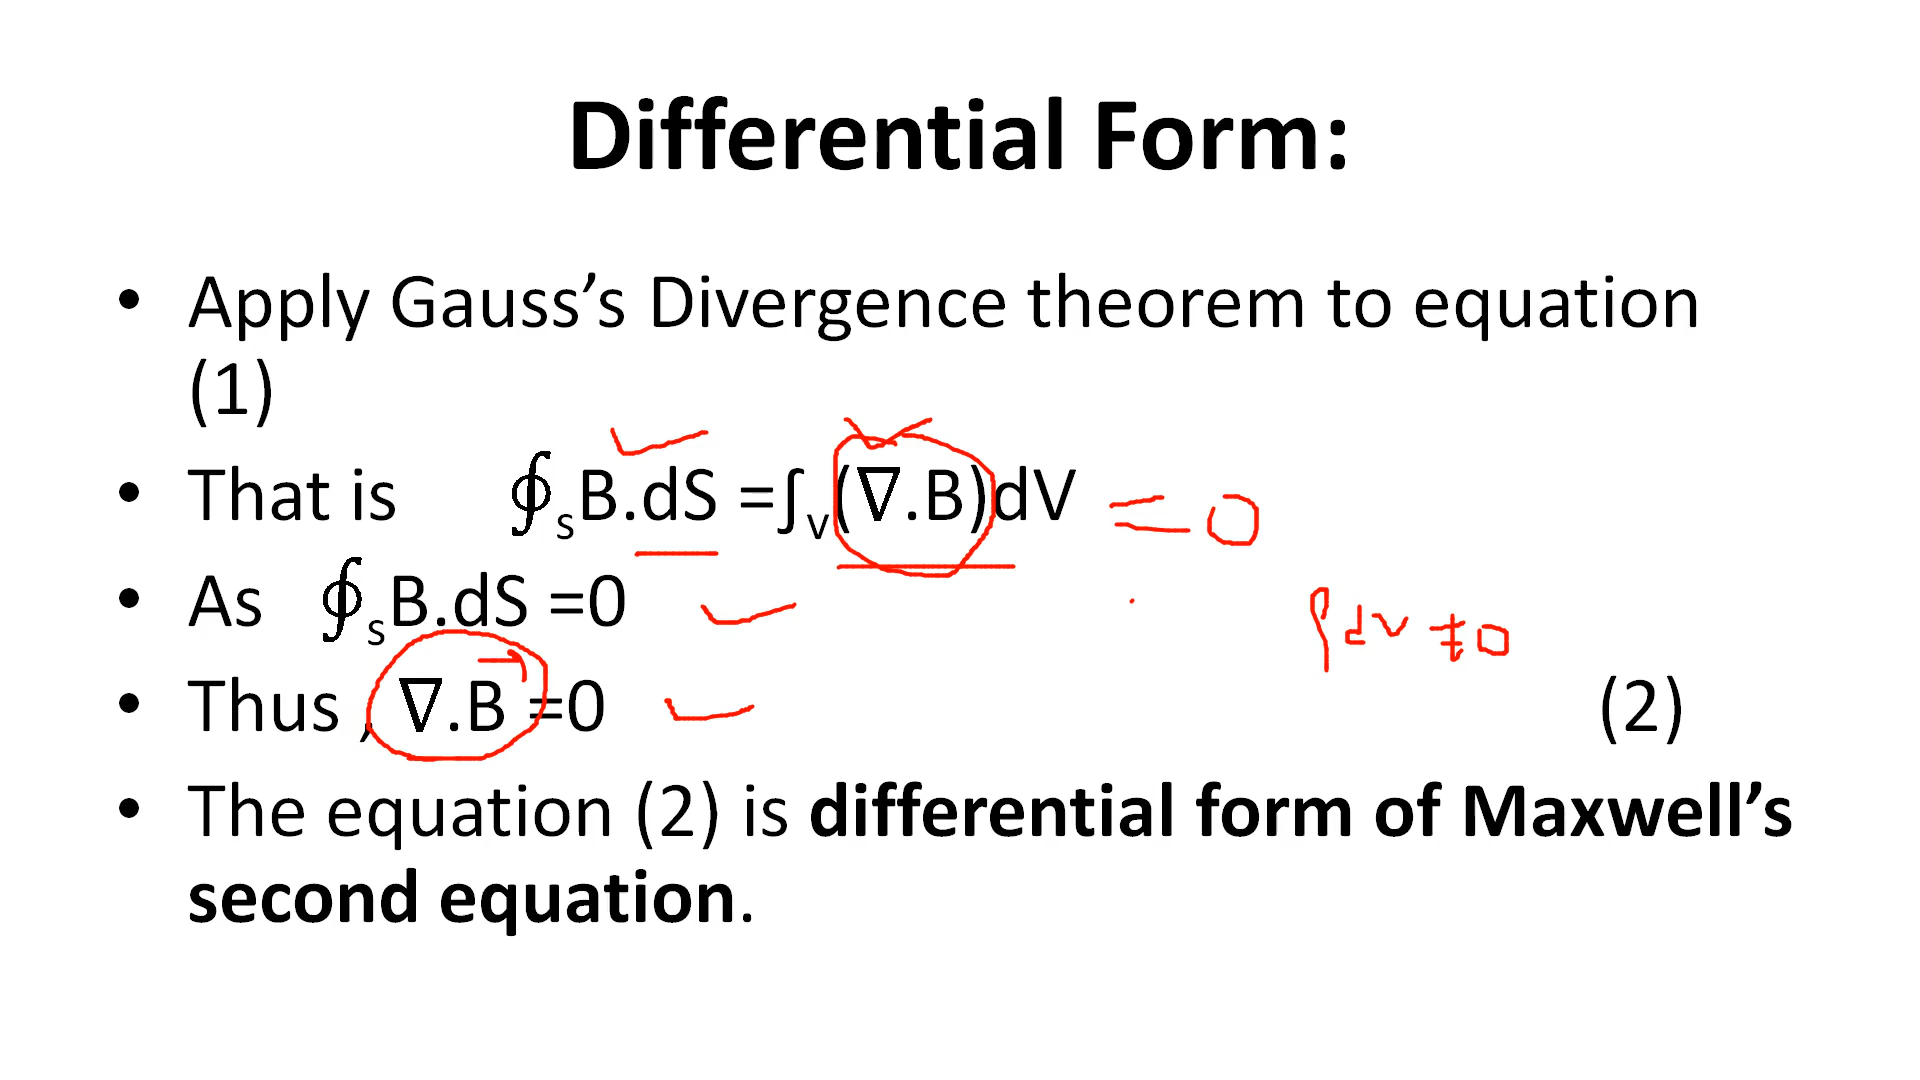 Differential Form:
• Apply Gauss’s Divergence theorem to equation
(1)
• That is ∮sB.dS =∫v(∇.B)dV = 0
• As ∮sB.dS =0
∫dv ≠0
• Thus , ∇.B⃗ =0 (2)
• The equation (2) is differential form of Maxwell’s
second equation.